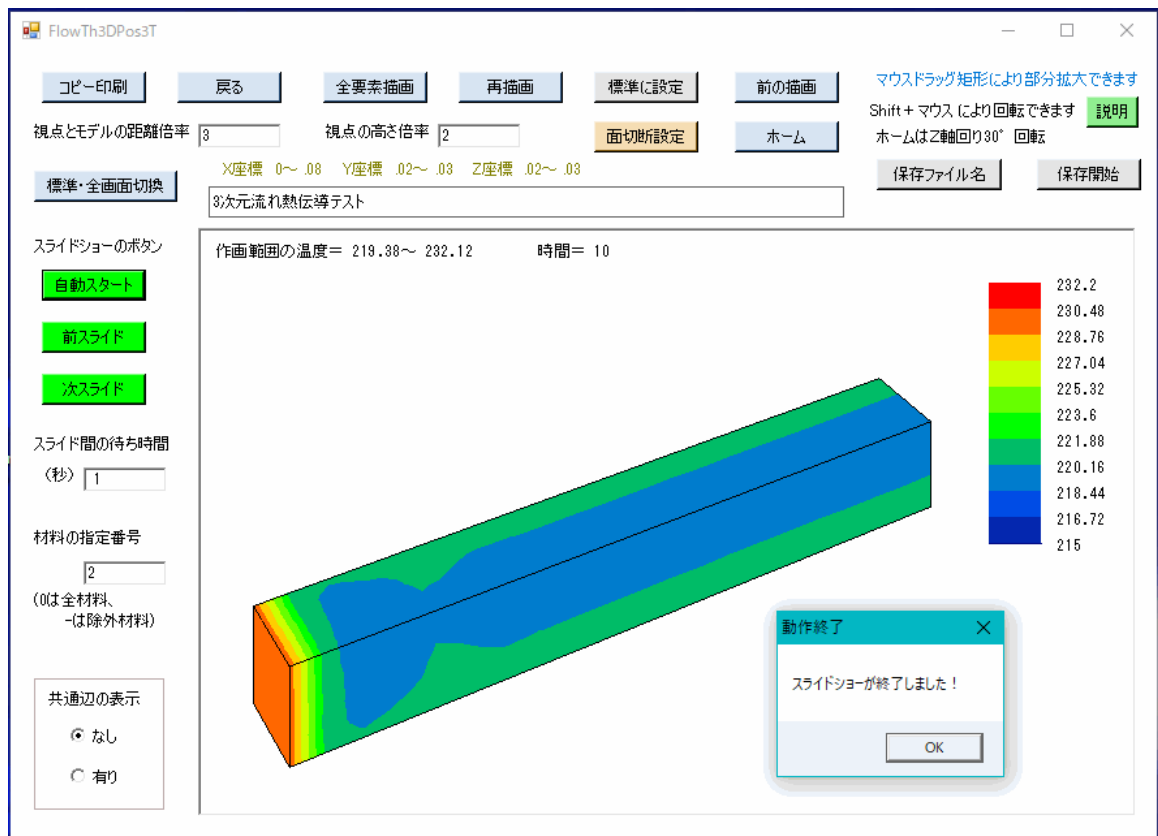 FlowTh3DPos3T
コピー印刷 戻る 全要素描画 再描画 標準に設定 前の描画
マウスドラッグ矩形により部分拡大できます
Shift+マウス により回転できます 説明
視点とモデルの距離倍率 3 視点の高さ倍率 2 面切断設定 ホーム
ホームはZ軸回り30° 回転
X座標 0～ .08 Y座標 .02～ .03 Z座標 .02～ .03
保存ファイル名 保存開始
標準・全画面切換
3次元流れ熱伝導テスト
スライドショーのボタン
作画範囲の温度＝ 219.38～ 232.12 時間＝ 10
自動スタート
前スライド
次スライド
スライド間の待ち時間
（秒） 1
材料の指定番号
2
(0は全材料、
-は除外材料)
共通辺の表示
なし
有り
232.2
230.48
228.76
227.04
225.32
223.6
221.88
220.16
218.44
216.72
215
動作終了
スライドショーが終了しました！
OK